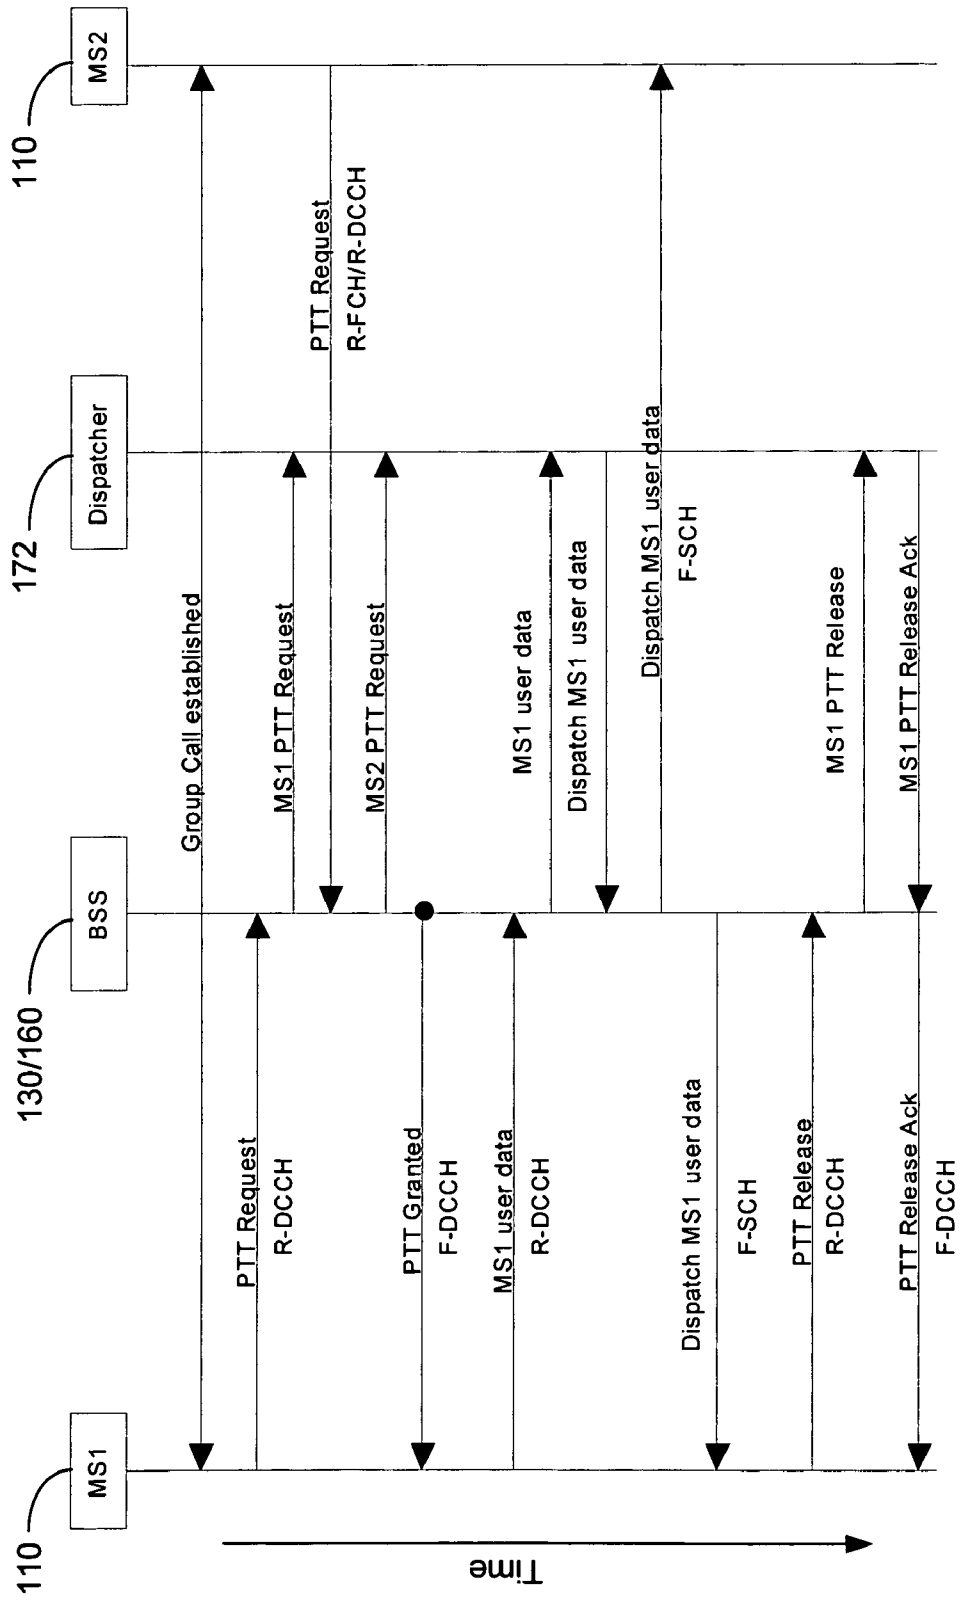 110
130/160
172
110
MS1
BSS
Dispatcher
MS2
Time
Group Call established
PTT Request
R-DCCH
MS1 PTT Request
PTT Request
R-FCH/R-DCCH
MS2 PTT Request
PTT Granted
F-DCCH
MS1 user data
R-DCCH
MS1 user data
Dispatch MS1 user data
Dispatch MS1 user data
F-SCH
Dispatch MS1 user data
F-SCH
PTT Release
R-DCCH
MS1 PTT Release
MS1 PTT Release Ack
PTT Release Ack
F-DCCH